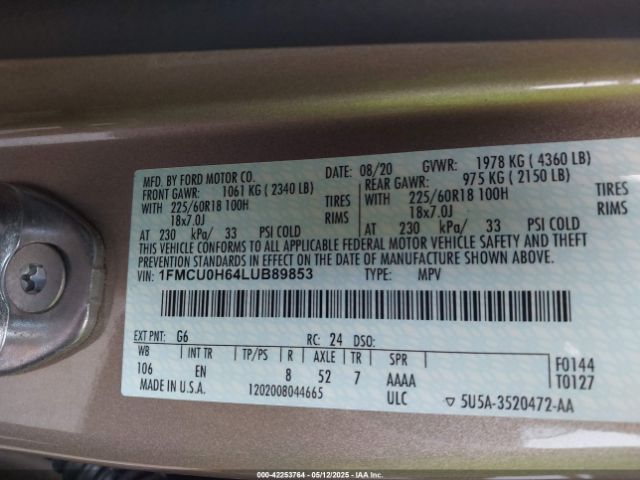 MFD. BY FORD MOTOR CO. DATE: 08/20 GVWR: 1978 KG ( 4360 LB)
FRONT GAWR: 1061 KG ( 2340 LB) REAR GAWR: 975 KG ( 2150 LB)
WITH 225/60R18 100H TIRES WITH 225/60R18 100H TIRES
18x7.0J RIMS 18x7.0J RIMS
AT 230 kPa/ 33 PSI COLD AT 230 kPa/ 33 PSI COLD
THIS VEHICLE CONFORMS TO ALL APPLICABLE FEDERAL MOTOR VEHICLE SAFETY AND THEFT
PREVENTION STANDARDS IN EFFECT ON THE DATE OF MANUFACTURE SHOWN ABOVE.
VIN: 1FMCU0H64LUB89853 TYPE: MPV
EXT PNT: G6 RC: 24 DSO:
WB INT TR TP/PS R AXLE TR SPR F0144
106 EN 8 52 7 AAAA T0127
MADE IN U.S.A. 1202008044665 ULC ▽ 5U5A-3520472-AA
000-42253764 - 05/12/2025 - IAAI.COM